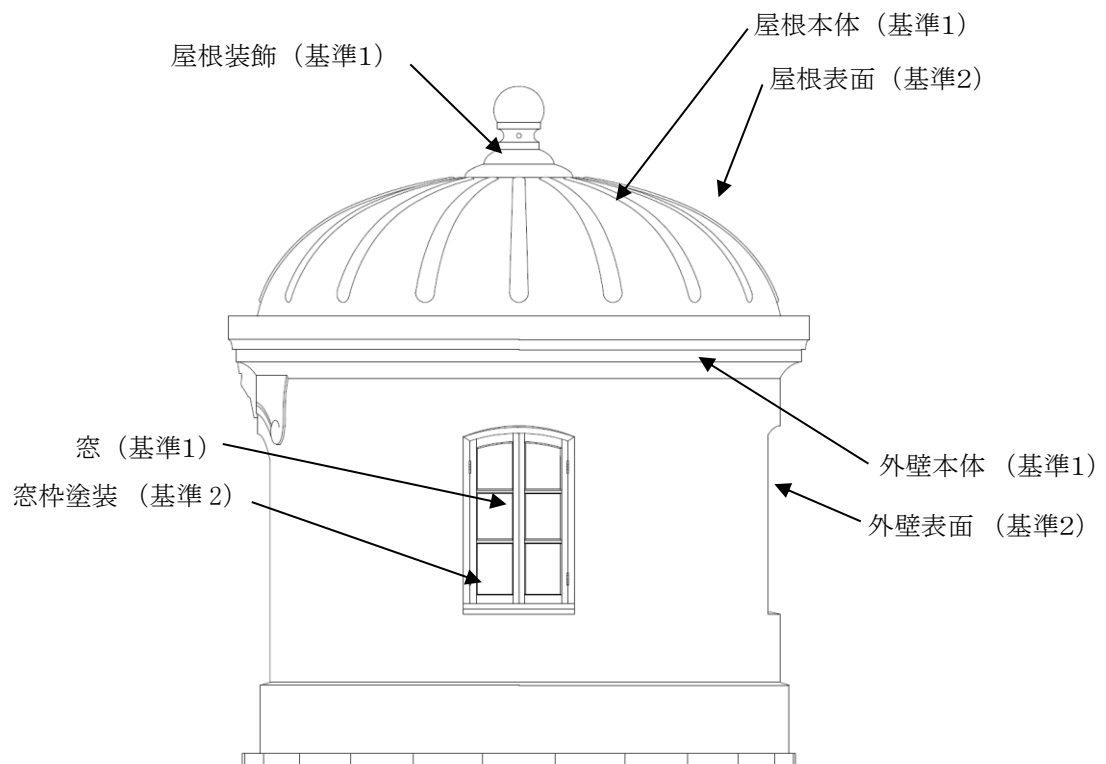 屋根本体（基準1）
屋根装飾（基準1）
屋根表面（基準2）
窓（基準1）
外壁本体 （基準1）
窓枠塗装 （基準 2）
外壁表面 （基準2）